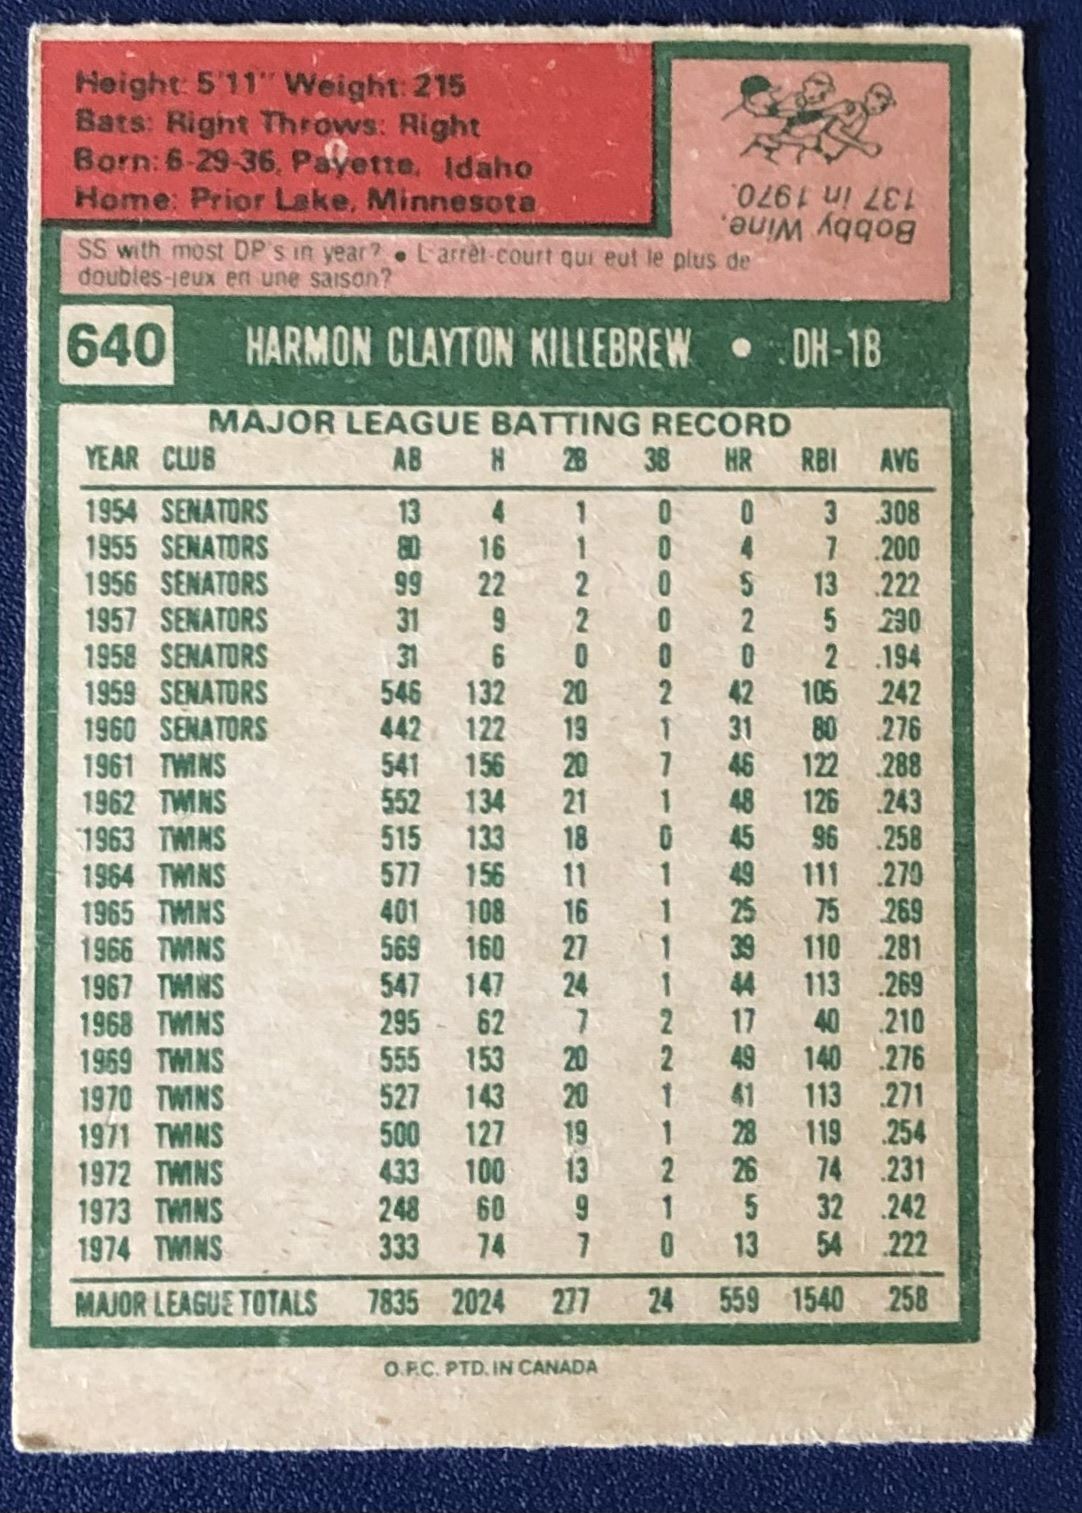 Height: 5'11" Weight: 215
Bats: Right Throws: Right
Born: 6-29-36, Payette, Idaho
Home: Prior Lake, Minnesota
Bobby Wine,
137 in 1970.
SS with most DP's in year? • L'arrêt-court qui eut le plus de
doubles-jeux en une saison?
640 HARMON CLAYTON KILLEBREW • DH-1B
MAJOR LEAGUE BATTING RECORD
YEAR CLUB AB H 2B 3B HR RBI AVG
1954 SENATORS 13 4 1 0 0 3 .308
1955 SENATORS 80 16 1 0 4 7 .200
1956 SENATORS 99 22 2 0 5 13 .222
1957 SENATORS 31 9 2 0 2 5 .290
1958 SENATORS 31 6 0 0 0 2 .194
1959 SENATORS 546 132 20 2 42 105 .242
1960 SENATORS 442 122 19 1 31 80 .276
1961 TWINS 541 156 20 7 46 122 .288
1962 TWINS 552 134 21 1 48 126 .243
1963 TWINS 515 133 18 0 45 96 .258
1964 TWINS 577 156 11 1 49 111 .270
1965 TWINS 401 108 16 1 25 75 .269
1966 TWINS 569 160 27 1 39 110 .281
1967 TWINS 547 147 24 1 44 113 .269
1968 TWINS 295 62 7 2 17 40 .210
1969 TWINS 555 153 20 2 49 140 .276
1970 TWINS 527 143 20 1 41 113 .271
1971 TWINS 500 127 19 1 28 119 .254
1972 TWINS 433 100 13 2 26 74 .231
1973 TWINS 248 60 9 1 5 32 .242
1974 TWINS 333 74 7 0 13 54 .222
MAJOR LEAGUE TOTALS 7835 2024 277 24 559 1540 .258
O.P.C. PTD. IN CANADA